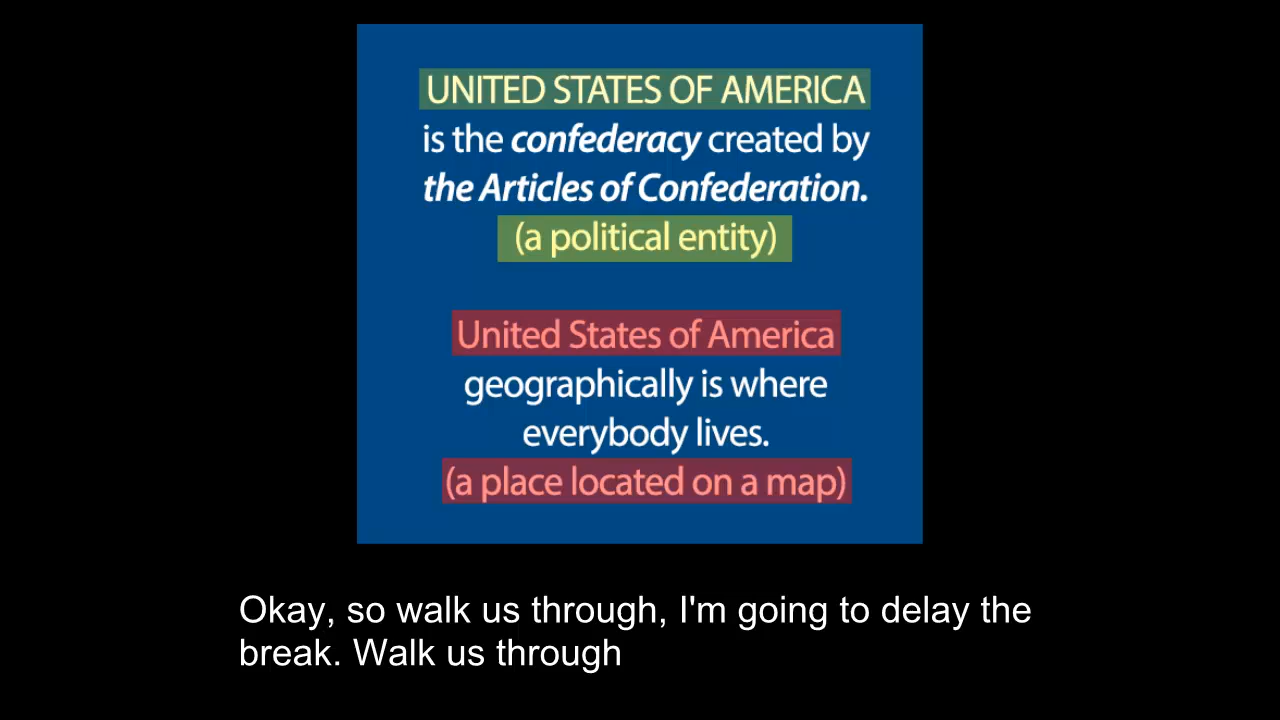 UNITED STATES OF AMERICA
is the confederacy created by
the Articles of Confederation.
(a political entity)
United States of America
geographically is where
everybody lives.
(a place located on a map)
Okay, so walk us through, I'm going to delay the
break. Walk us through